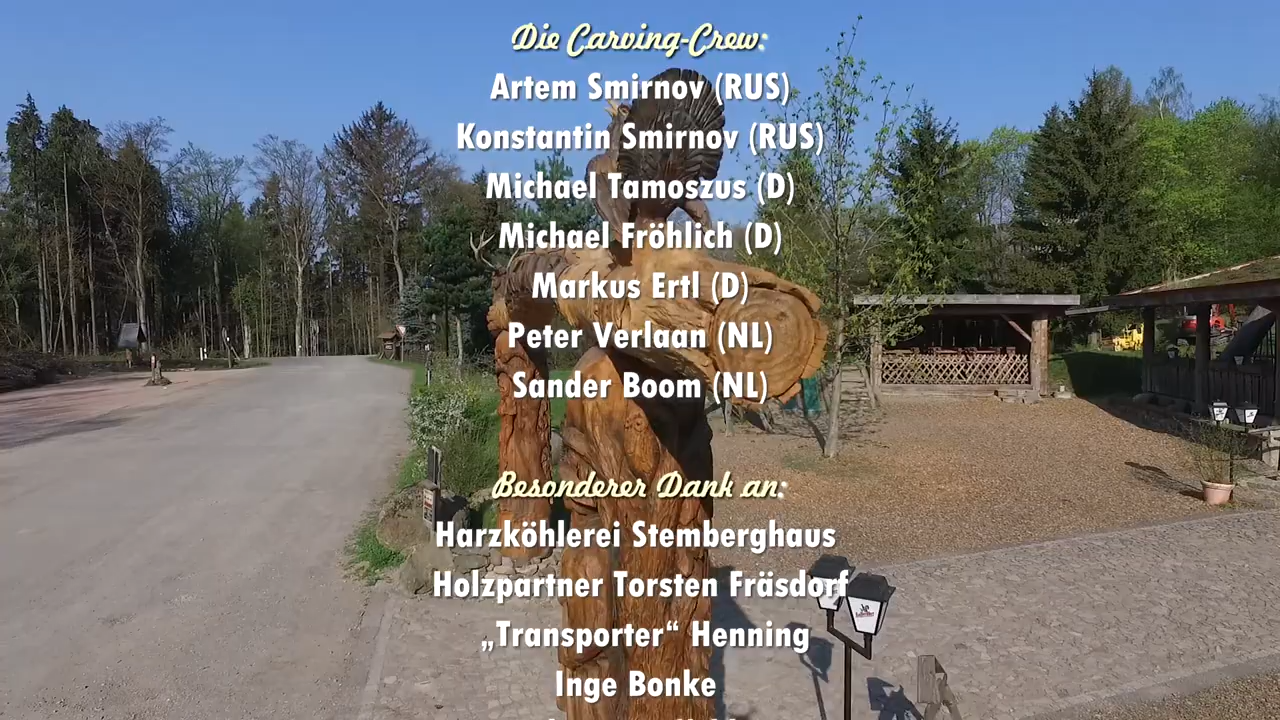 Die Carving-Crew:
Artem Smirnov (RUS)
Konstantin Smirnov (RUS)
Michael Tamoszus (D)
Michael Fröhlich (D)
Markus Ertl (D)
Peter Verlaan (NL)
Sander Boom (NL)
Besonderer Dank an:
Harzköhlerei Stemberghaus
Holzpartner Torsten Fräsdorf
„Transporter“ Henning
Inge Bonke